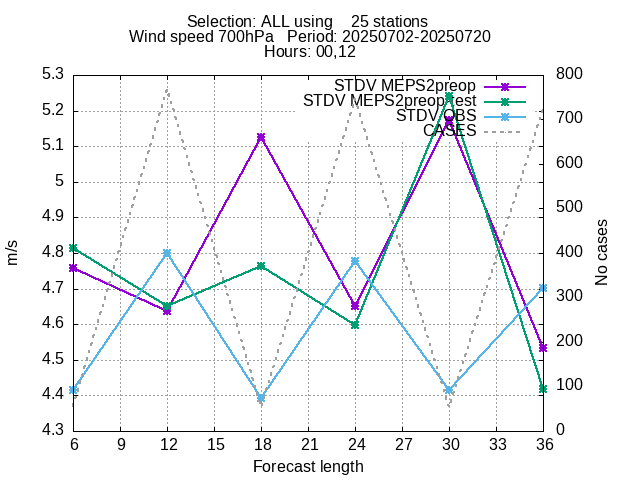 Selection: ALL using    25 stations
Wind speed 700hPa   Period: 20250702-20250720
Hours: 00,12
STDV MEPS2preop
STDV MEPS2preop_est
STDV OBS
CASES
5.3
5.2
5.1
5
4.9
4.8
4.7
4.6
4.5
4.4
4.3
800
700
600
500
400
300
200
100
0
m/s
No cases
6 9 12 15 18 21 24 27 30 33 36
Forecast length